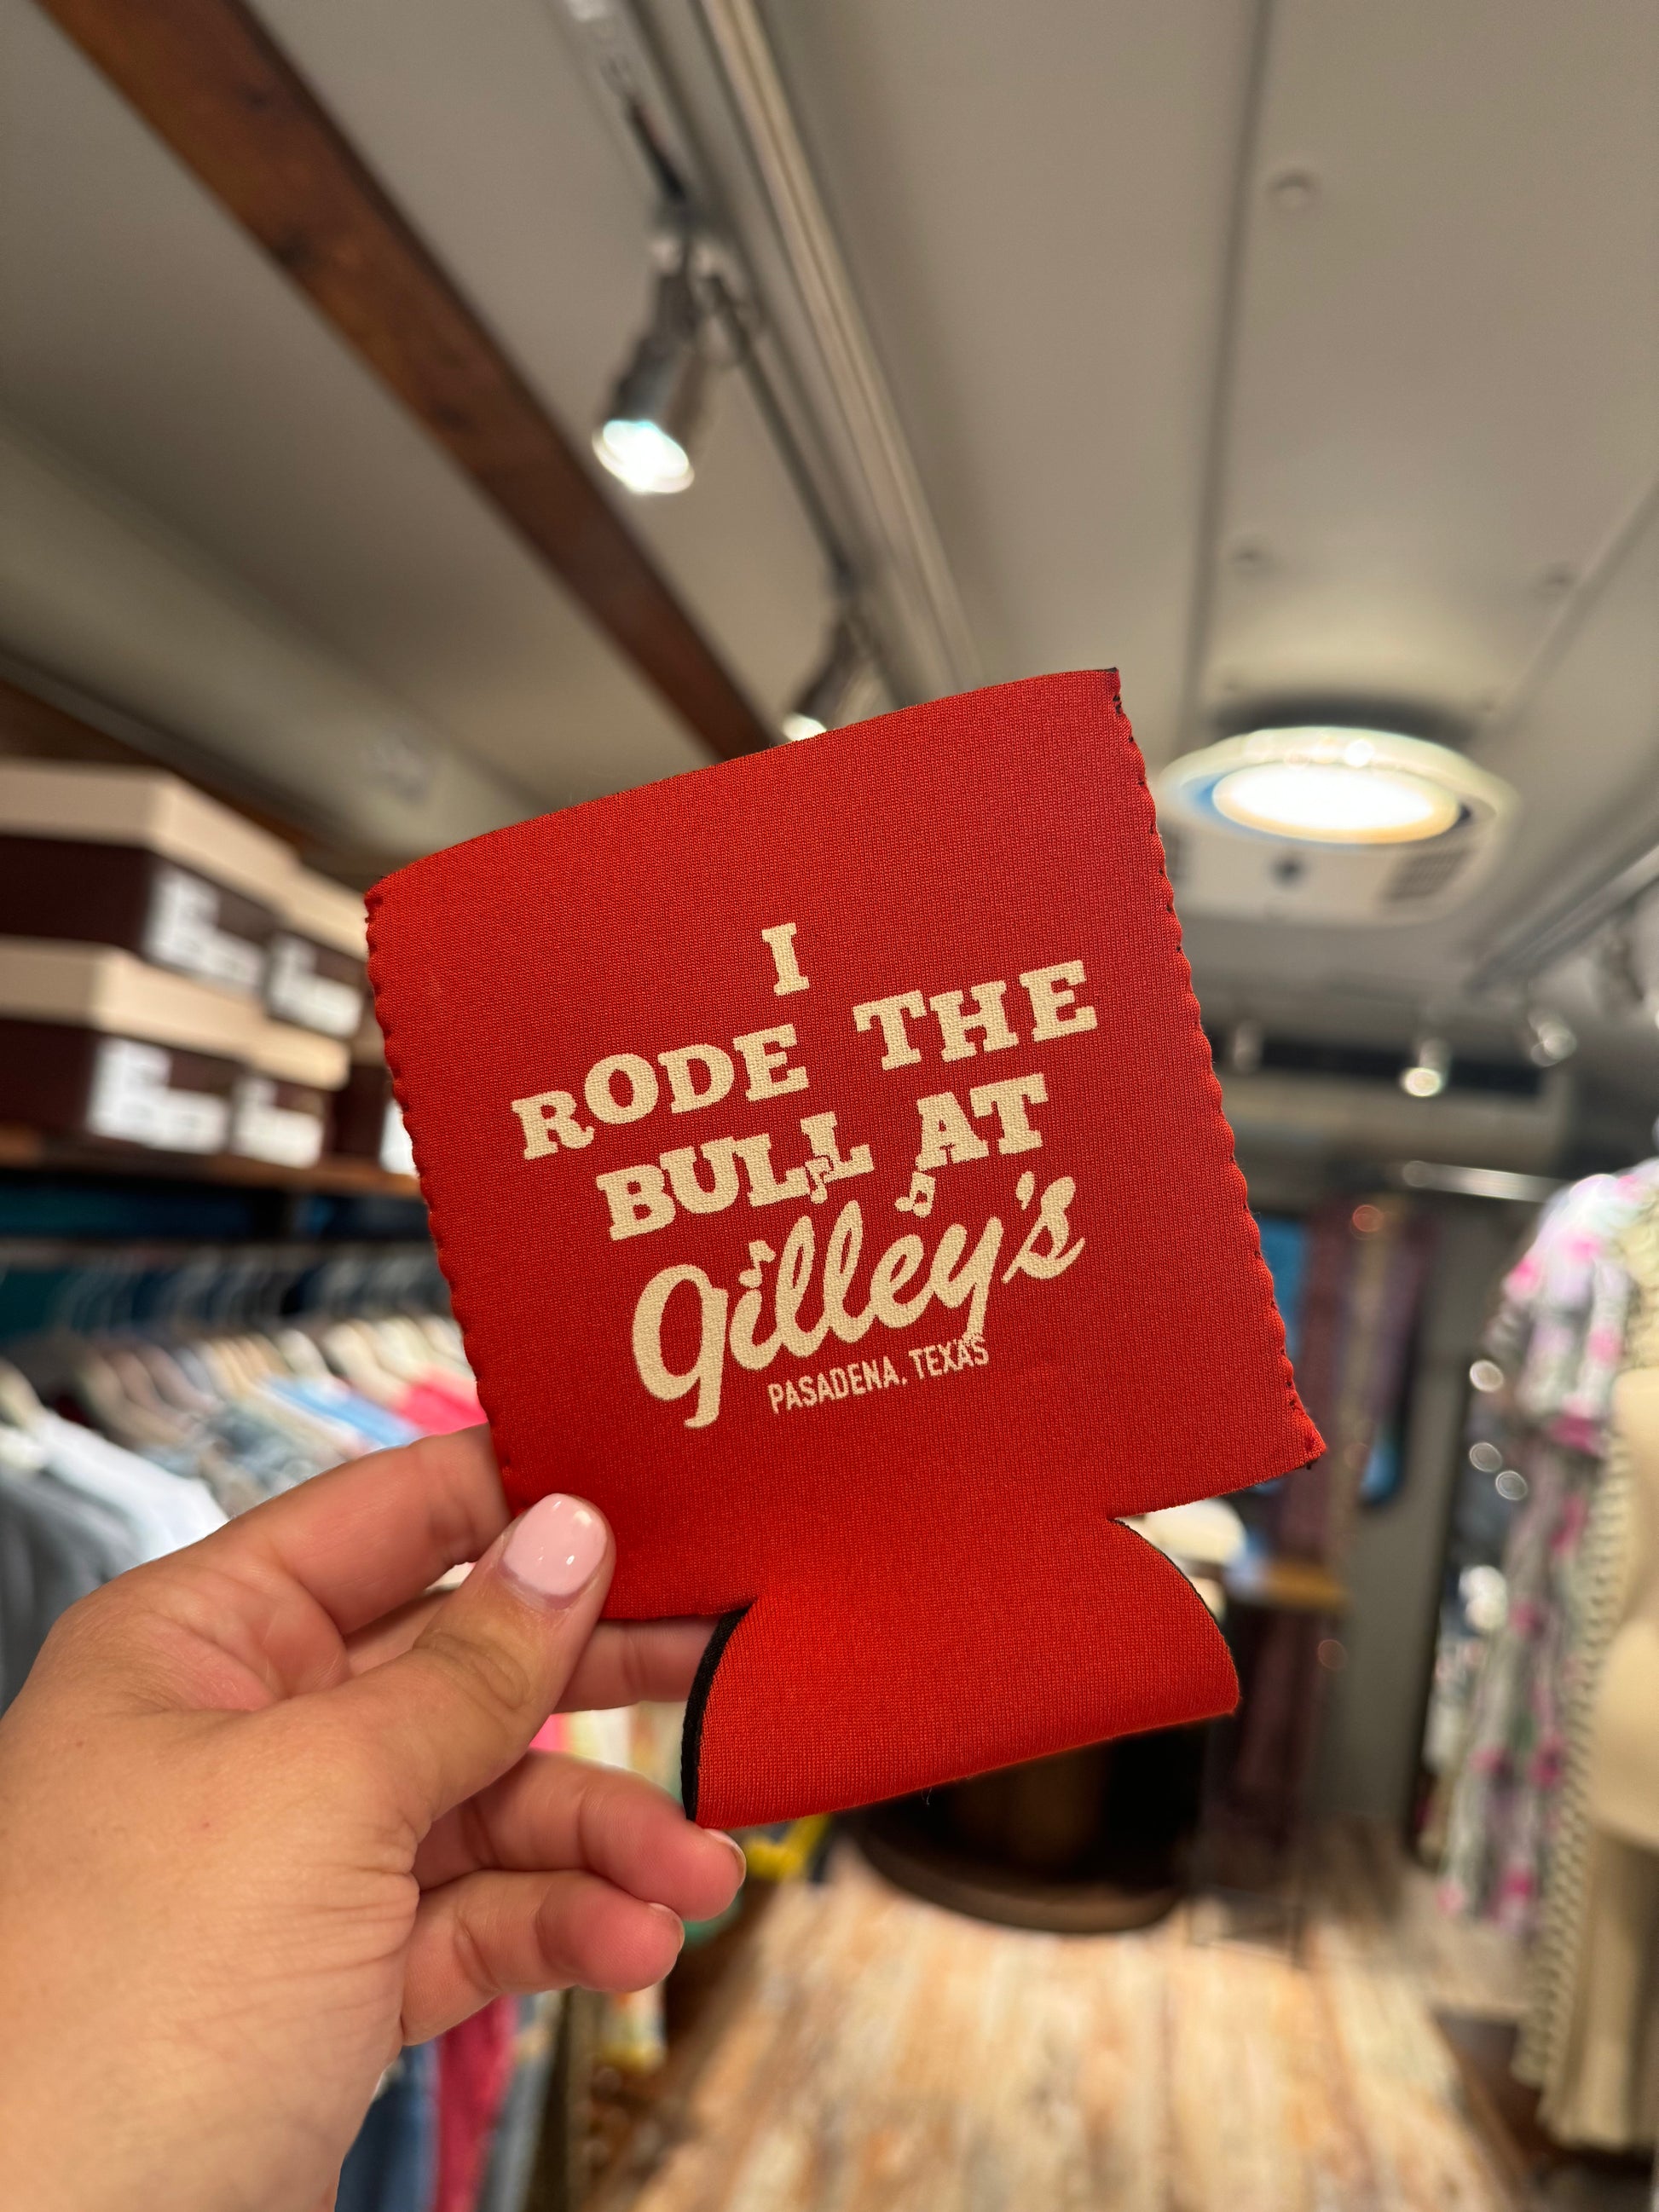 I
RODE THE
BULL AT
Gilley's
PASADENA, TEXAS